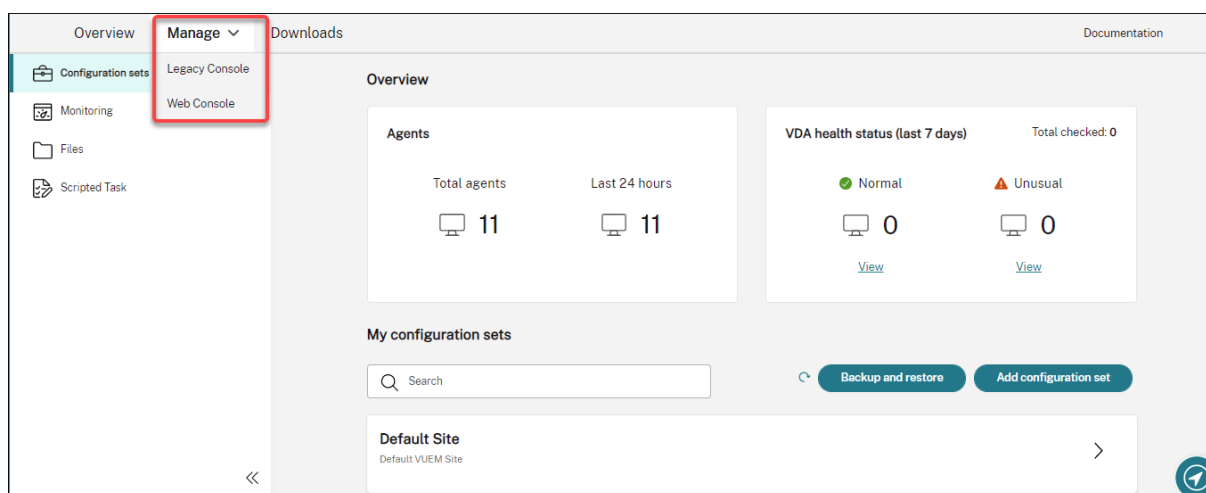 Overview Manage Downloads Documentation
Legacy Console
Web Console
Configuration sets
Monitoring
Files
Scripted Task
Overview
Agents
Total agents Last 24 hours
11 11
VDA health status (last 7 days) Total checked: 0
Normal Unusual
0 0
View View
My configuration sets
Search
Backup and restore Add configuration set
Default Site
Default VUEM Site